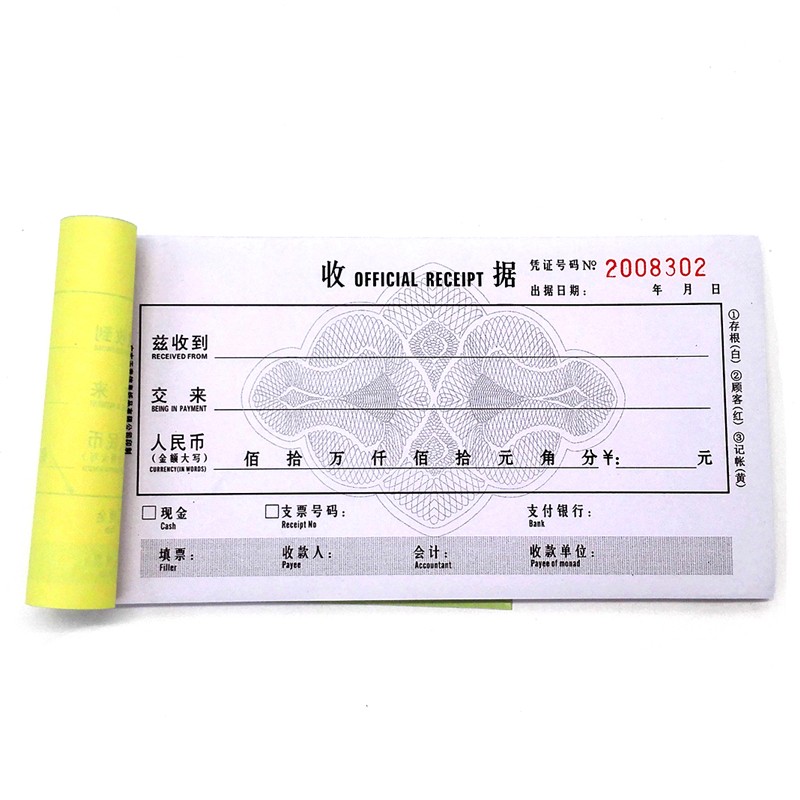 收 OFFICIAL RECEIPT 据
凭证号码№ 2008302
出据日期： 年 月 日
兹收到
RECEIVED FROM
交 来
BEING IN PAYMENT
人民币
(金额大写)
CURRENCY(IN WORDS)
佰 拾 万 仟 佰 拾 元 角 分¥： 元
①存根(白) ②顾客(红) ③记帐(黄)
□现金 □支票号码： 支付银行：
Cash Receipt No Bank
填票： 收款人： 会计： 收款单位：
Filler Payee Accountant Payee of monad